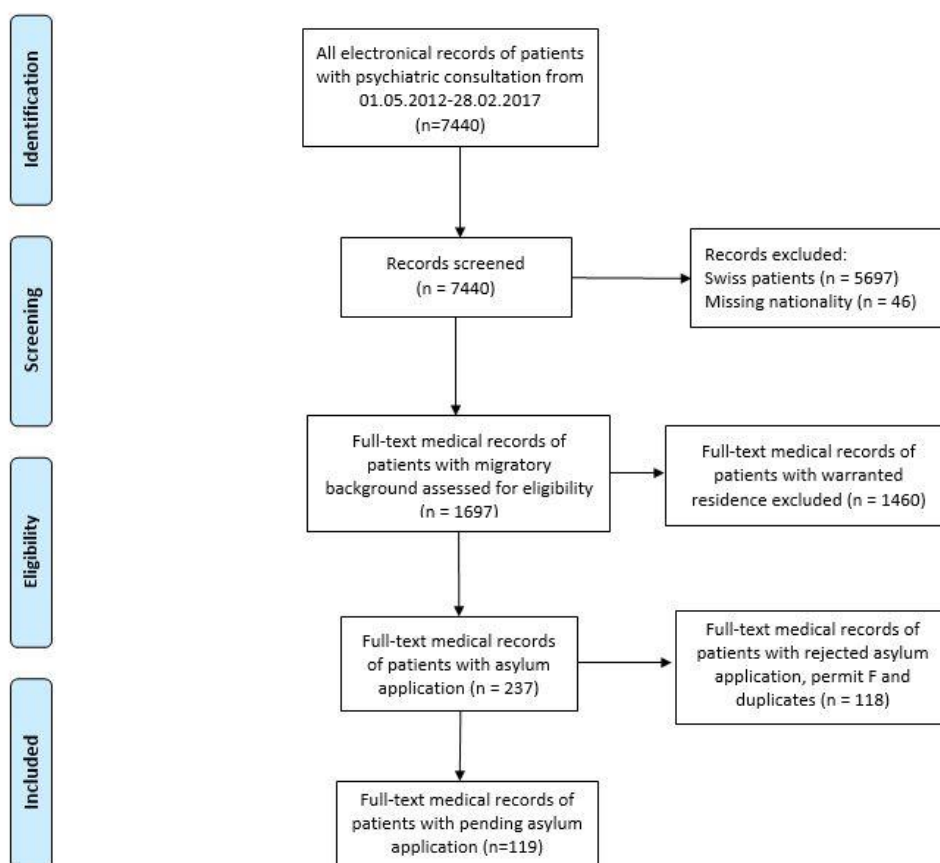 Identification
All electronical records of patients
with psychiatric consultation from
01.05.2012-28.02.2017
(n=7440)
Screening
Records screened
(n = 7440)
Records excluded:
Swiss patients (n = 5697)
Missing nationality (n = 46)
Full-text medical records of
patients with migratory
background assessed for eligibility
(n = 1697)
Full-text medical records of
patients with warranted
residence excluded (n = 1460)
Eligibility
Full-text medical records
of patients with asylum
application (n = 237)
Full-text medical records of
patients with rejected asylum
application, permit F and
duplicates (n = 118)
Included
Full-text medical records of
patients with pending asylum
application (n=119)